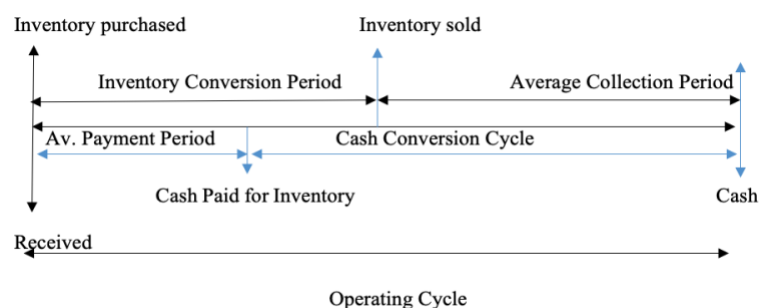 Inventory purchased Inventory sold
Inventory Conversion Period Average Collection Period
Av. Payment Period Cash Conversion Cycle
Cash Paid for Inventory Cash
Received
Operating Cycle